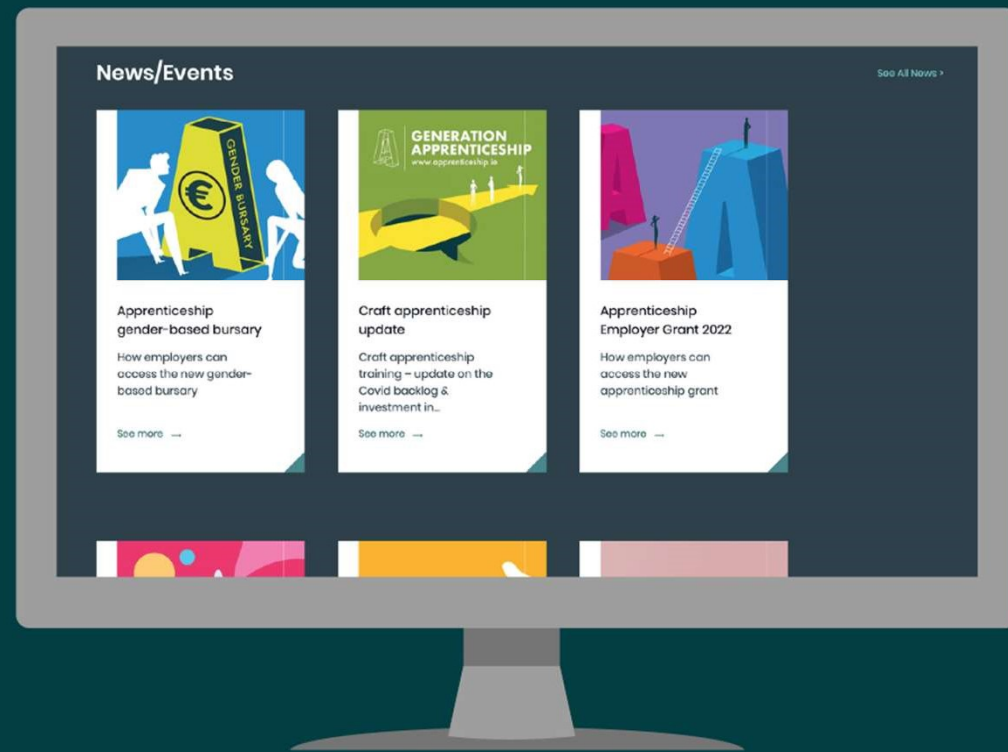 News/Events
See All News >
GENDER BURSARY
€
GENERATION
APPRENTICESHIP
www.apprenticeship.ie
Apprenticeship
gender-based bursary
How employers can
access the new gender-
based bursary
See more →
Craft apprenticeship
update
Craft apprenticeship
training – update on the
Covid backlog &
investment in...
See more →
Apprenticeship
Employer Grant 2022
How employers can
access the new
apprenticeship grant
See more →